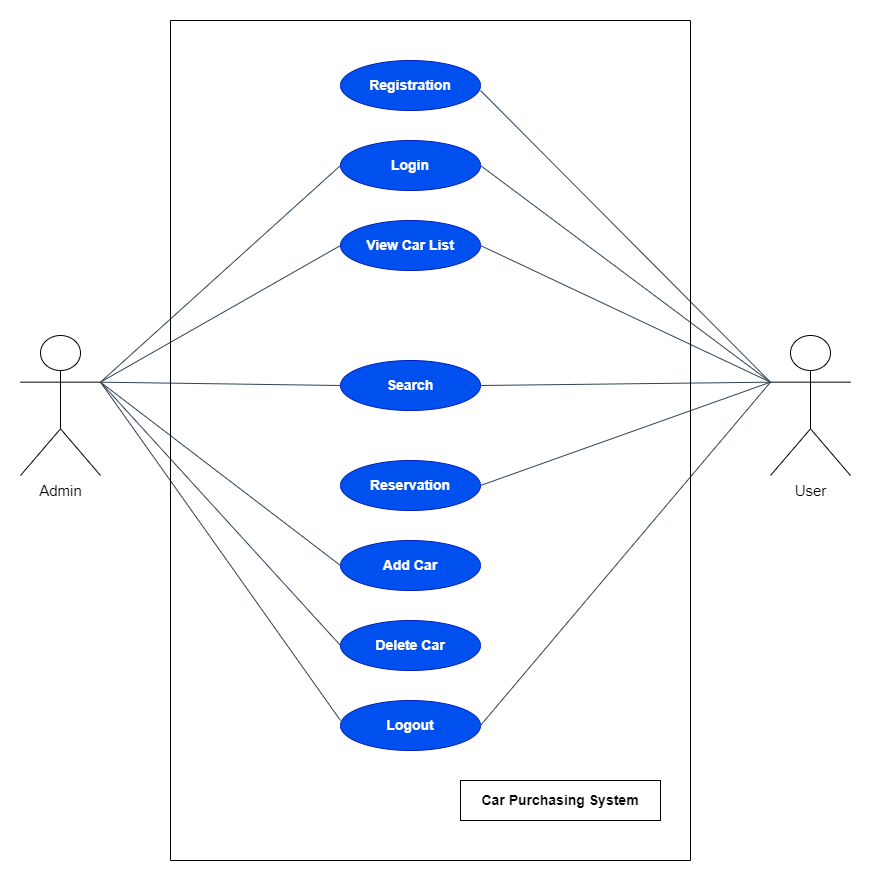 Registration
Login
View Car List
Search
Reservation
Admin
User
Add Car
Delete Car
Logout
Car Purchasing System